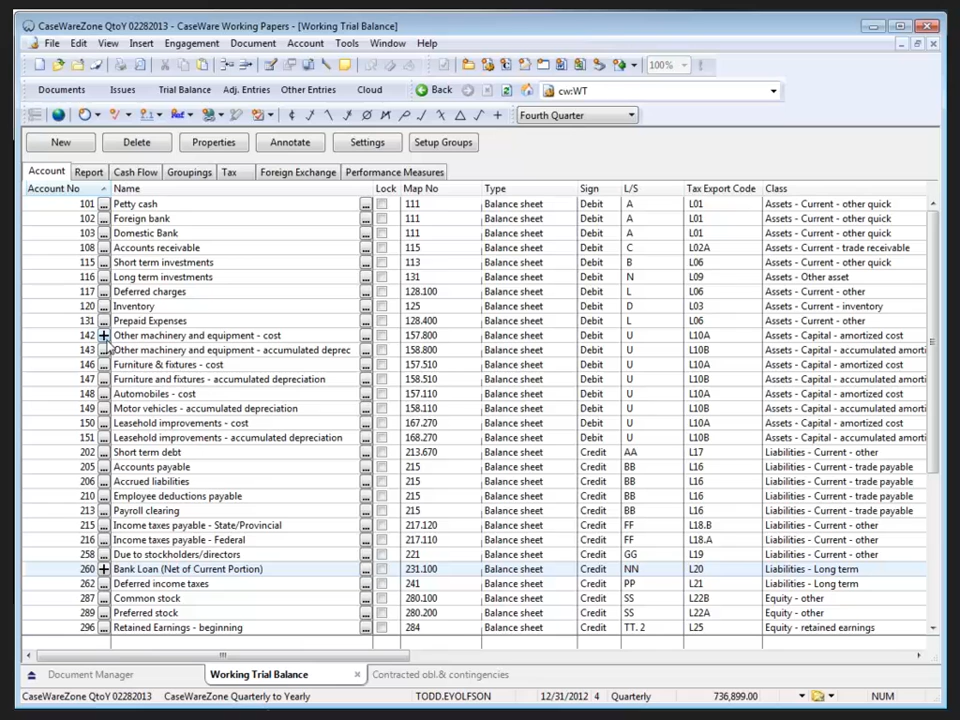 CaseWareZone QtoY 02282013 - CaseWare Working Papers - [Working Trial Balance]
File Edit View Insert Engagement Document Account Tools Window Help
100%
Documents Issues Trial Balance Adj. Entries Other Entries Cloud Back cw:WT
Fourth Quarter
New Delete Properties Annotate Settings Setup Groups
Account Report Cash Flow Groupings Tax Foreign Exchange Performance Measures
Account No Name Lock Map No Type Sign L/S Tax Export Code Class
101 ... Petty cash ... 111 Balance sheet Debit A L01 Assets - Current - other quick
102 ... Foreign bank ... 111 Balance sheet Debit A L01 Assets - Current - other quick
103 ... Domestic Bank ... 111 Balance sheet Debit A L01 Assets - Current - other quick
108 ... Accounts receivable ... 115 Balance sheet Debit C L02A Assets - Current - trade receivable
115 ... Short term investments ... 113 Balance sheet Debit B L06 Assets - Current - other quick
116 ... Long term investments ... 131 Balance sheet Debit N L09 Assets - Other asset
117 ... Deferred charges ... 128.100 Balance sheet Debit L L06 Assets - Current - other
120 ... Inventory ... 125 Balance sheet Debit D L03 Assets - Current - inventory
131 ... Prepaid Expenses ... 128.400 Balance sheet Debit L L06 Assets - Current - other
142 + Other machinery and equipment - cost ... 157.800 Balance sheet Debit U L10A Assets - Capital - amortized cost
143 ... Other machinery and equipment - accumulated deprec ... 158.800 Balance sheet Debit U L10B Assets - Capital - accumulated amorti
146 ... Furniture & fixtures - cost ... 157.510 Balance sheet Debit U L10A Assets - Capital - amortized cost
147 ... Furniture and fixtures - accumulated depreciation ... 158.510 Balance sheet Debit U L10B Assets - Capital - accumulated amorti
148 ... Automobiles - cost ... 157.110 Balance sheet Debit U L10A Assets - Capital - amortized cost
149 ... Motor vehicles - accumulated depreciation ... 158.110 Balance sheet Debit U L10B Assets - Capital - accumulated amorti
150 ... Leasehold improvements - cost ... 167.270 Balance sheet Debit U L10A Assets - Capital - amortized cost
151 ... Leasehold improvements - accumulated depreciation ... 168.270 Balance sheet Debit U L10B Assets - Capital - accumulated amorti
202 ... Short term debt ... 213.670 Balance sheet Credit AA L17 Liabilities - Current - other
205 ... Accounts payable ... 215 Balance sheet Credit BB L16 Liabilities - Current - trade payable
206 ... Accrued liabilities ... 215 Balance sheet Credit BB L16 Liabilities - Current - trade payable
210 ... Employee deductions payable ... 215 Balance sheet Credit BB L16 Liabilities - Current - trade payable
213 ... Payroll clearing ... 215 Balance sheet Credit BB L16 Liabilities - Current - trade payable
215 ... Income taxes payable - State/Provincial ... 217.120 Balance sheet Credit FF L18.B Liabilities - Current - other
216 ... Income taxes payable - Federal ... 217.110 Balance sheet Credit FF L18.A Liabilities - Current - other
258 ... Due to stockholders/directors ... 221 Balance sheet Credit GG L19 Liabilities - Current - other
260 + Bank Loan (Net of Current Portion) ... 231.100 Balance sheet Credit NN L20 Liabilities - Long term
262 ... Deferred income taxes ... 241 Balance sheet Credit PP L21 Liabilities - Long term
287 ... Common stock ... 280.100 Balance sheet Credit SS L22B Equity - other
289 ... Preferred stock ... 280.200 Balance sheet Credit SS L22A Equity - other
296 ... Retained Earnings - beginning ... 284 Balance sheet Credit TT. 2 L25 Equity - retained earnings
Document Manager Working Trial Balance Contracted obl.& contingencies
CaseWareZone QtoY 02282013 CaseWareZone Quarterly to Yearly TODD.EYOLFSON 12/31/2012 4 Quarterly 736,899.00 NUM